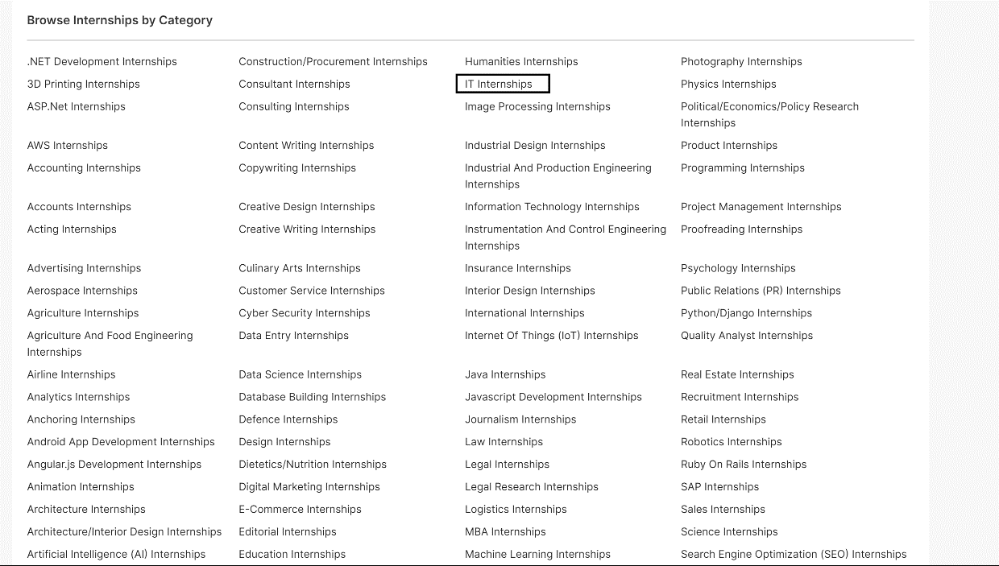 Browse Internships by Category
.NET Development Internships
3D Printing Internships
ASP.Net Internships
AWS Internships
Accounting Internships
Accounts Internships
Acting Internships
Advertising Internships
Aerospace Internships
Agriculture Internships
Agriculture And Food Engineering
Internships
Airline Internships
Analytics Internships
Anchoring Internships
Android App Development Internships
Angular.js Development Internships
Animation Internships
Architecture Internships
Architecture/Interior Design Internships
Artificial Intelligence (AI) Internships
Construction/Procurement Internships
Consultant Internships
Consulting Internships
Content Writing Internships
Copywriting Internships
Creative Design Internships
Creative Writing Internships
Culinary Arts Internships
Customer Service Internships
Cyber Security Internships
Data Entry Internships
Data Science Internships
Database Building Internships
Defence Internships
Design Internships
Dietetics/Nutrition Internships
Digital Marketing Internships
E-Commerce Internships
Editorial Internships
Education Internships
Humanities Internships
IT Internships
Image Processing Internships
Industrial Design Internships
Industrial And Production Engineering
Internships
Information Technology Internships
Instrumentation And Control Engineering
Internships
Insurance Internships
Interior Design Internships
International Internships
Internet Of Things (IoT) Internships
Java Internships
Javascript Development Internships
Journalism Internships
Law Internships
Legal Internships
Legal Research Internships
Logistics Internships
MBA Internships
Machine Learning Internships
Photography Internships
Physics Internships
Political/Economics/Policy Research
Internships
Product Internships
Programming Internships
Project Management Internships
Proofreading Internships
Psychology Internships
Public Relations (PR) Internships
Python/Django Internships
Quality Analyst Internships
Real Estate Internships
Recruitment Internships
Retail Internships
Robotics Internships
Ruby On Rails Internships
SAP Internships
Sales Internships
Science Internships
Search Engine Optimization (SEO) Internships